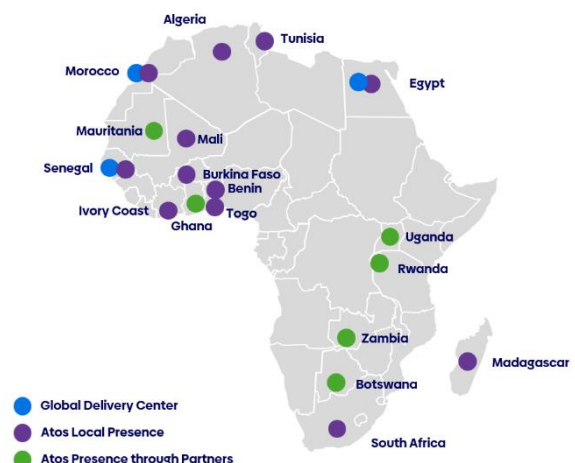 Algeria
Tunisia
Morocco
Egypt
Mauritania
Mali
Senegal
Burkina Faso
Benin
Ivory Coast
Togo
Ghana
Uganda
Rwanda
Zambia
Madagascar
Botswana
Global Delivery Center
Atos Local Presence
South Africa
Atos Presence through Partners